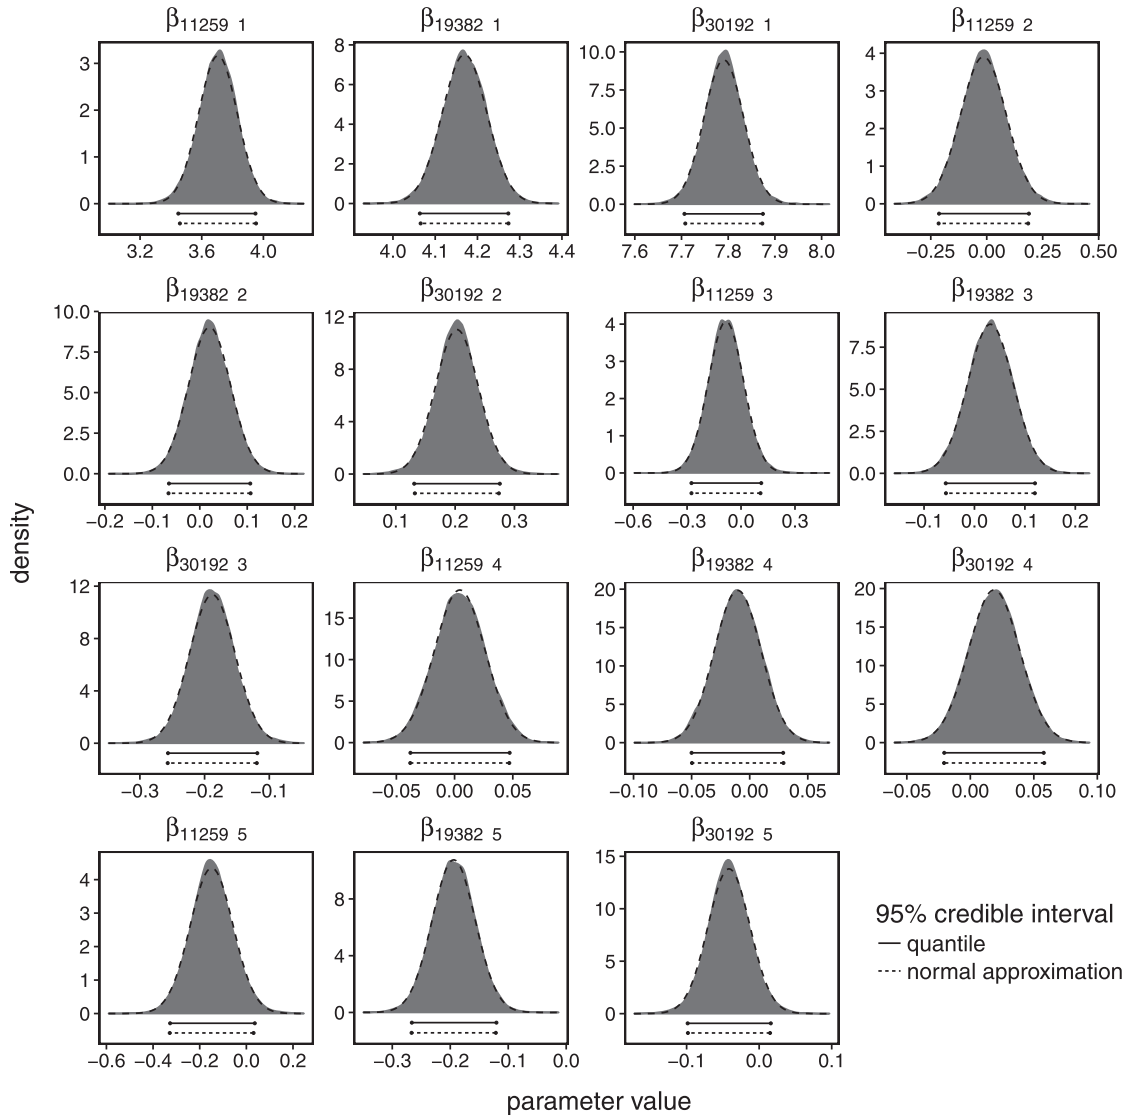 β11259 1 β19382 1 β30192 1 β11259 2
3 8 10.0 4
6 7.5 3
2 4 5.0 2
1 2 2.5 1
0 0 0.0 0
3.2 3.6 4.0 4.0 4.1 4.2 4.3 4.4 7.6 7.7 7.8 7.9 8.0 −0.25 0.00 0.25 0.50
β19382 2 β30192 2 β11259 3 β19382 3
10.0 12 4
7.5 8 3 7.5
5.0 2 5.0
2.5 4 1 2.5
0.0 0 0 0.0
−0.2 −0.1 0.0 0.1 0.2 0.1 0.2 0.3 −0.6 −0.3 0.0 0.3 −0.1 0.0 0.1 0.2
density
β30192 3 β11259 4 β19382 4 β30192 4
12 20 20
8 15 15 15
10 10 10
4 5 5 5
0 0 0 0
−0.3 −0.2 −0.1 −0.05 0.00 0.05 −0.10 −0.05 0.00 0.05 −0.05 0.00 0.05 0.10
β11259 5 β19382 5 β30192 5
4 8 15
3 10
2 4 5
1
0 0 0
−0.6 −0.4 −0.2 0.0 0.2 −0.3 −0.2 −0.1 0.0 −0.1 0.0 0.1
95% credible interval
quantile
normal approximation
parameter value